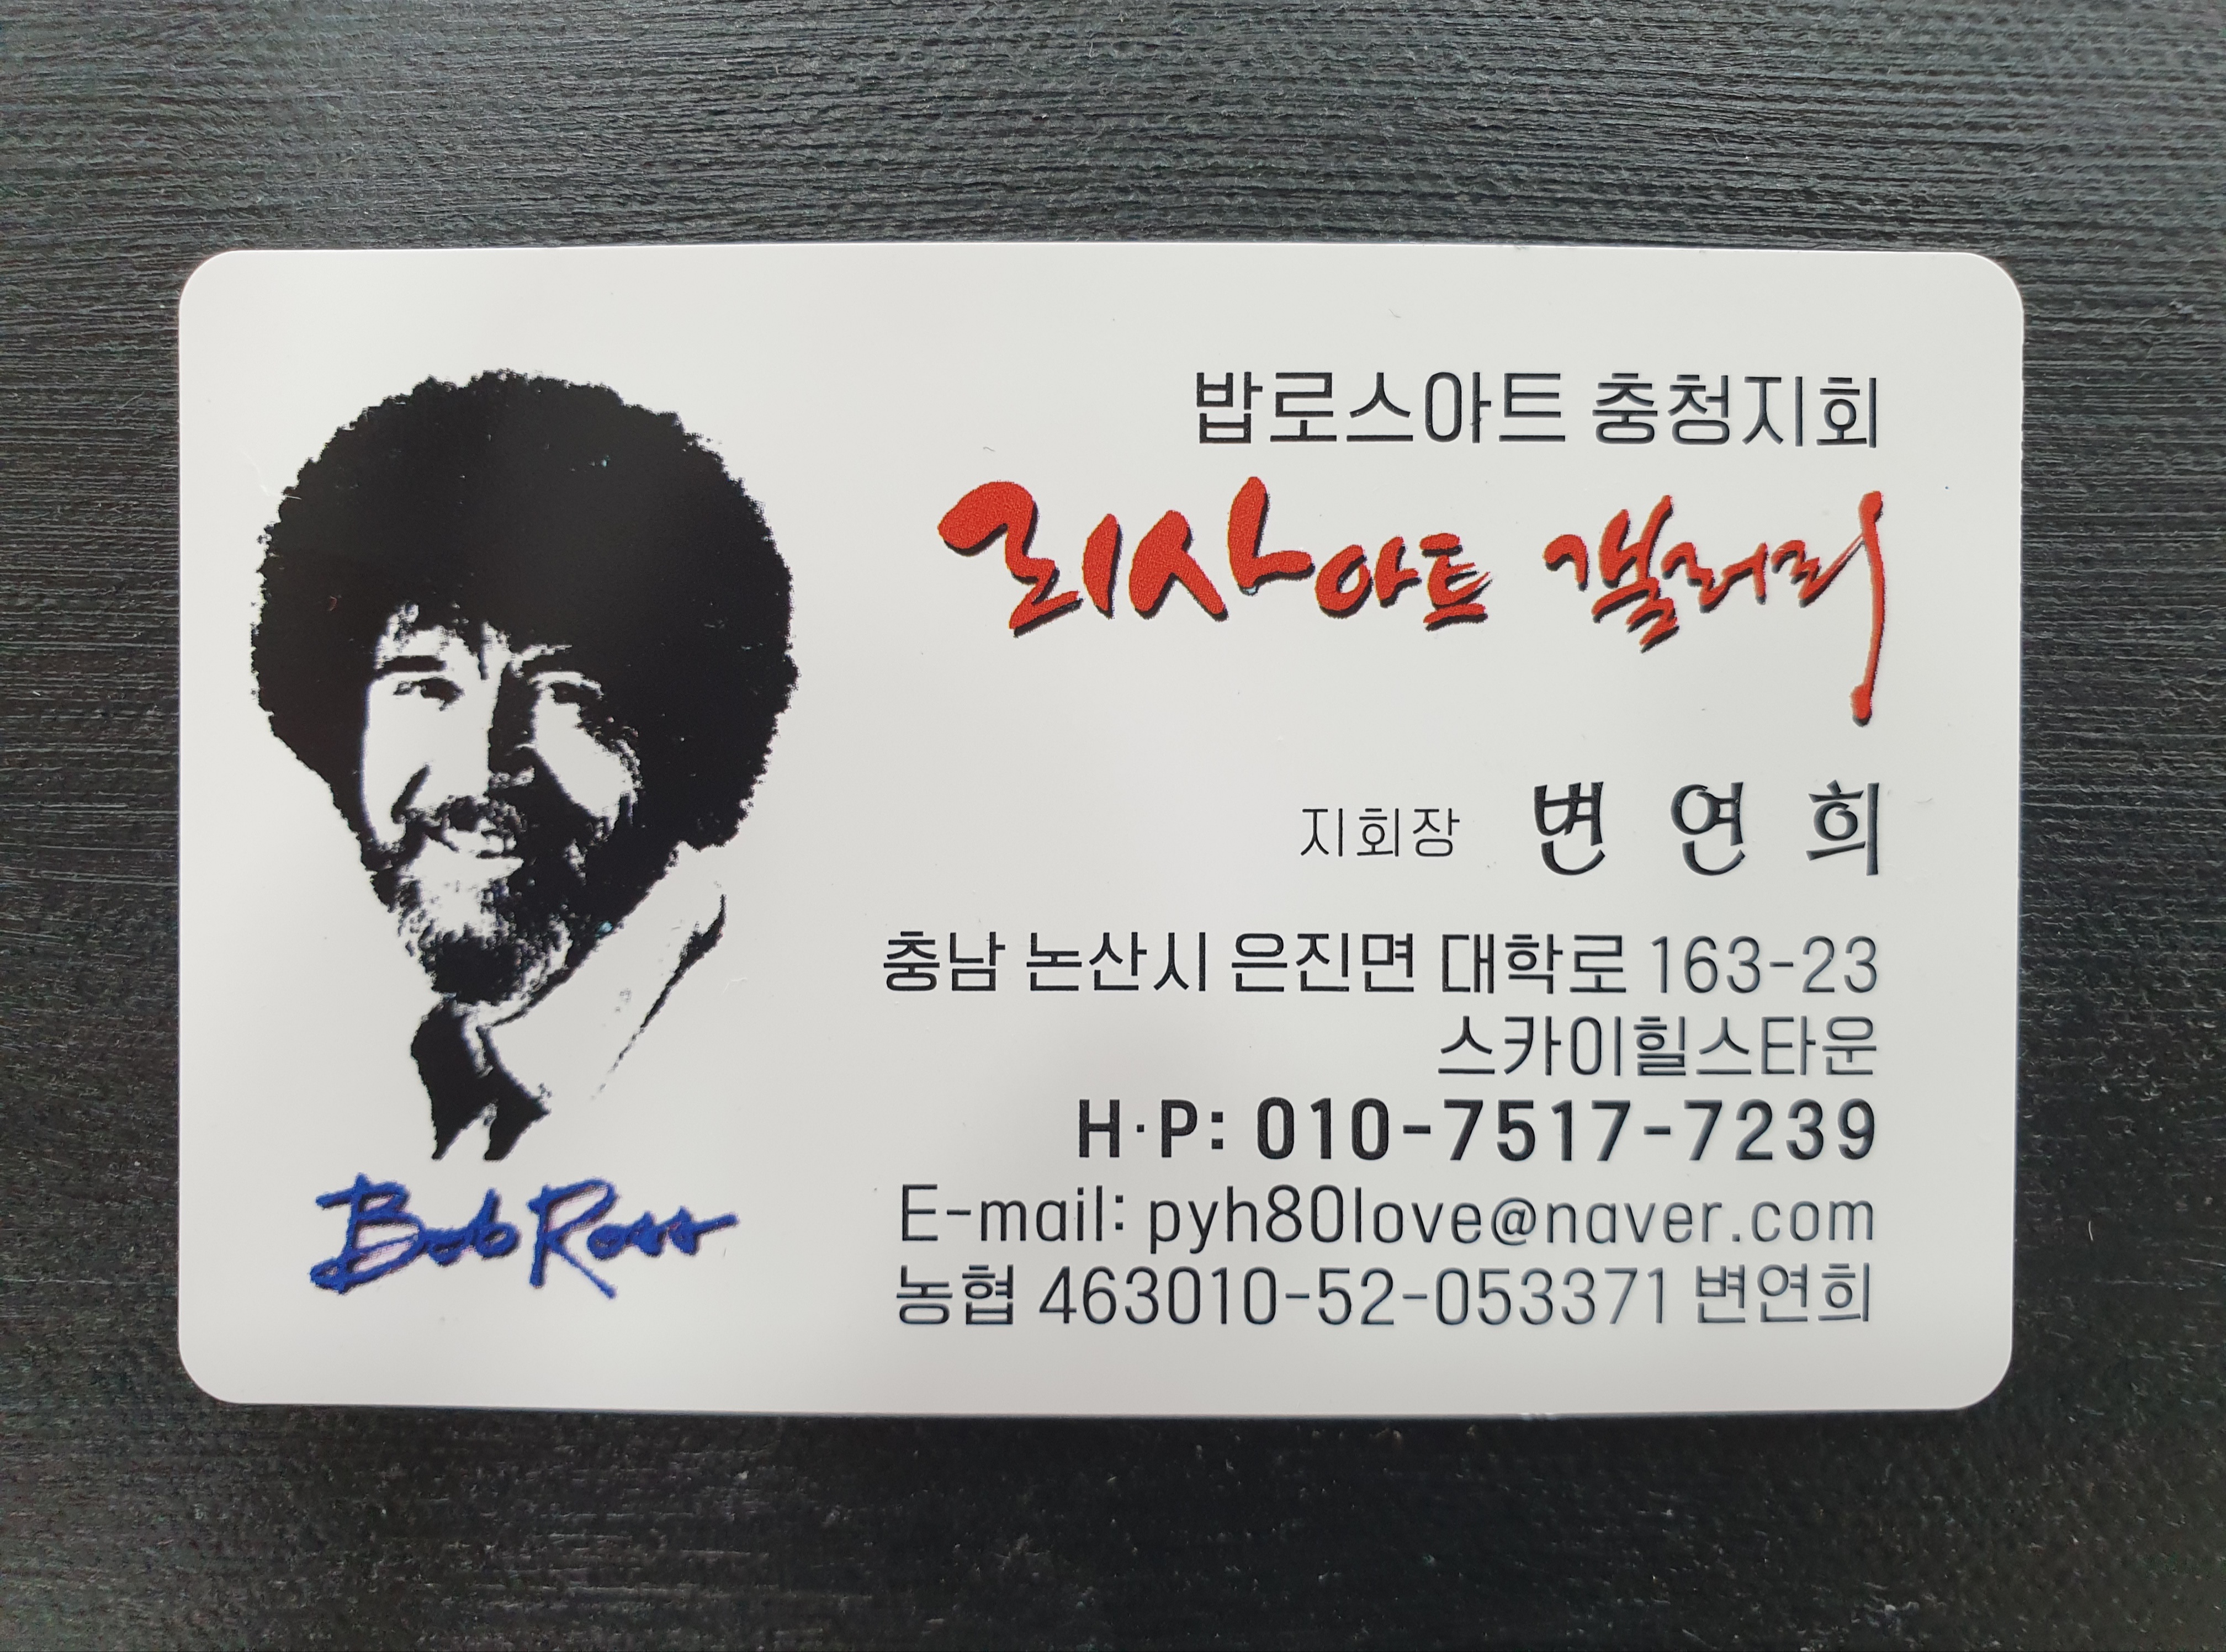 밥로스아트 충청지회
리사아트 갤러리
지회장 변 연 희
충남 논산시 은진면 대학로 163-23
스카이힐스타운
H·P: 010-7517-7239
E-mail: pyh80love@naver.com
농협 463010-52-053371 변연희
Bob Ross